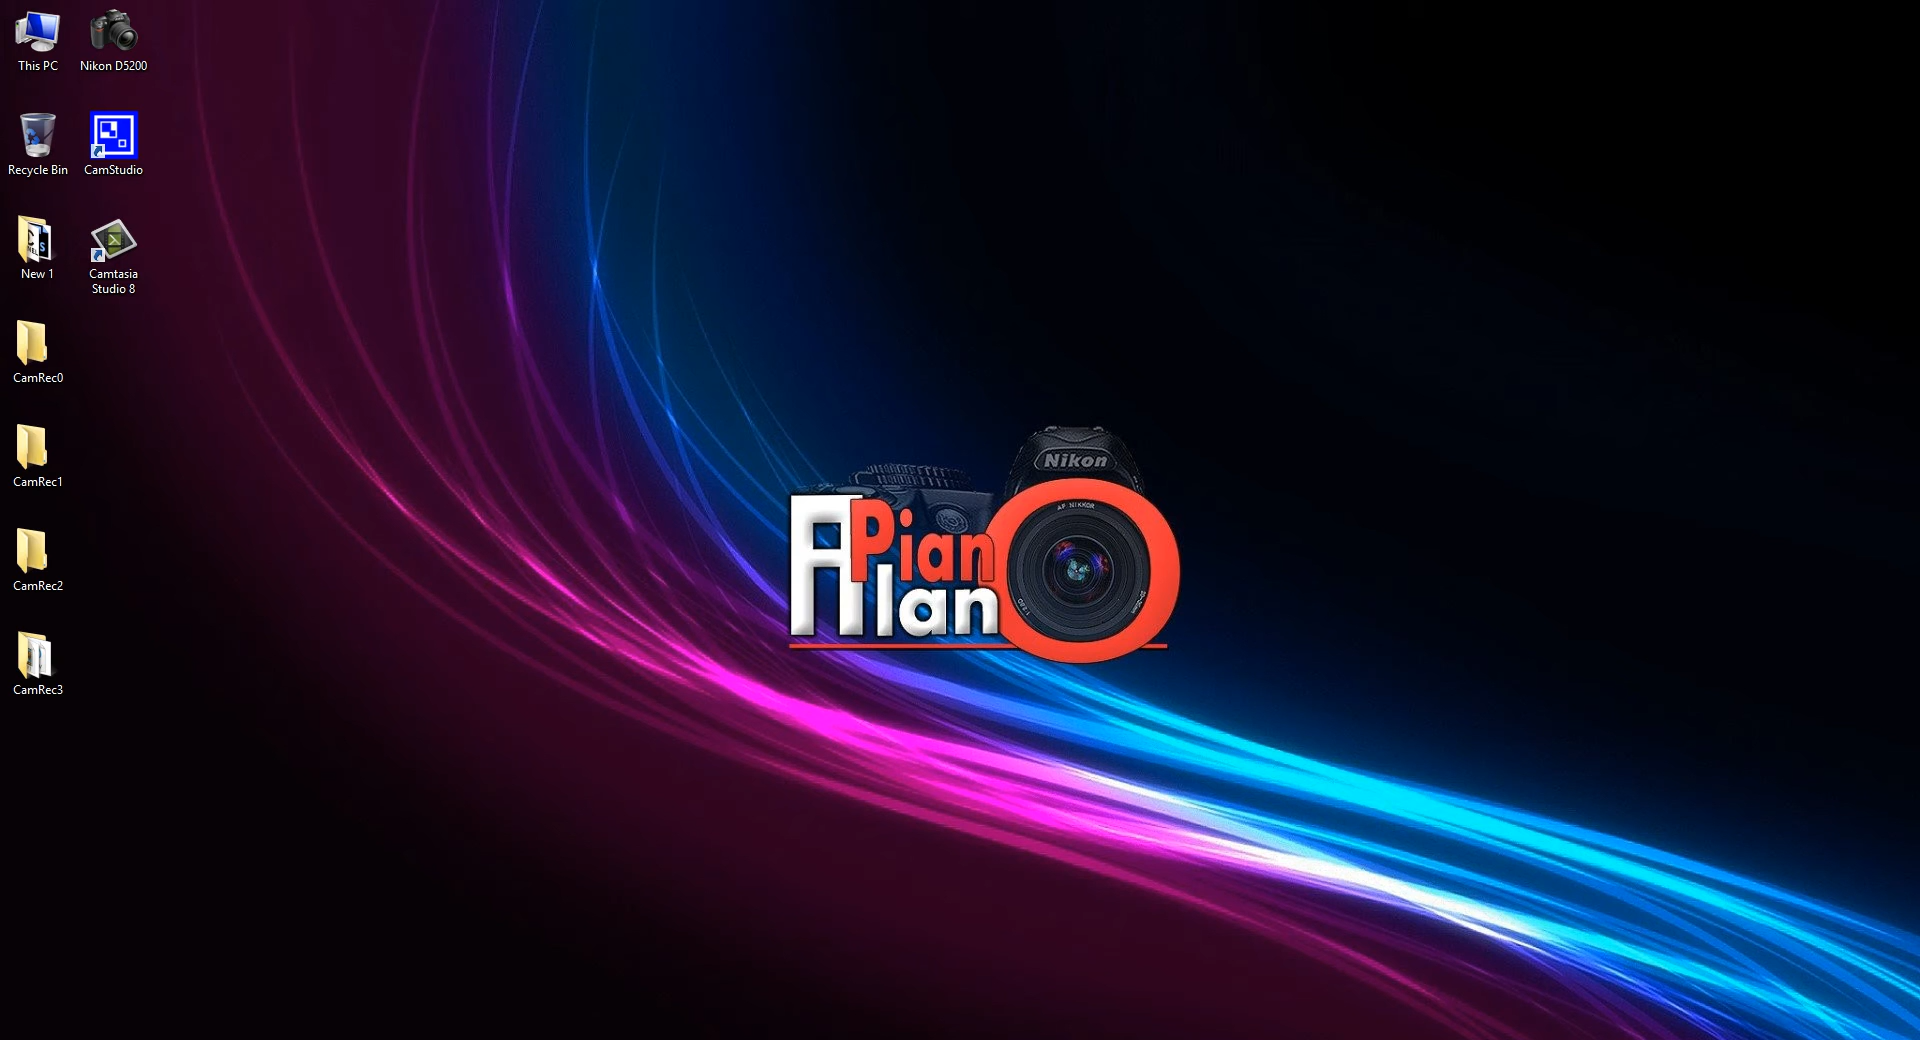 This PC
Nikon D5200
Recycle Bin
CamStudio
New 1
Camtasia
Studio 8
CamRec0
CamRec1
CamRec2
CamRec3
Nikon
AF NIKKOR
Pian
Alan